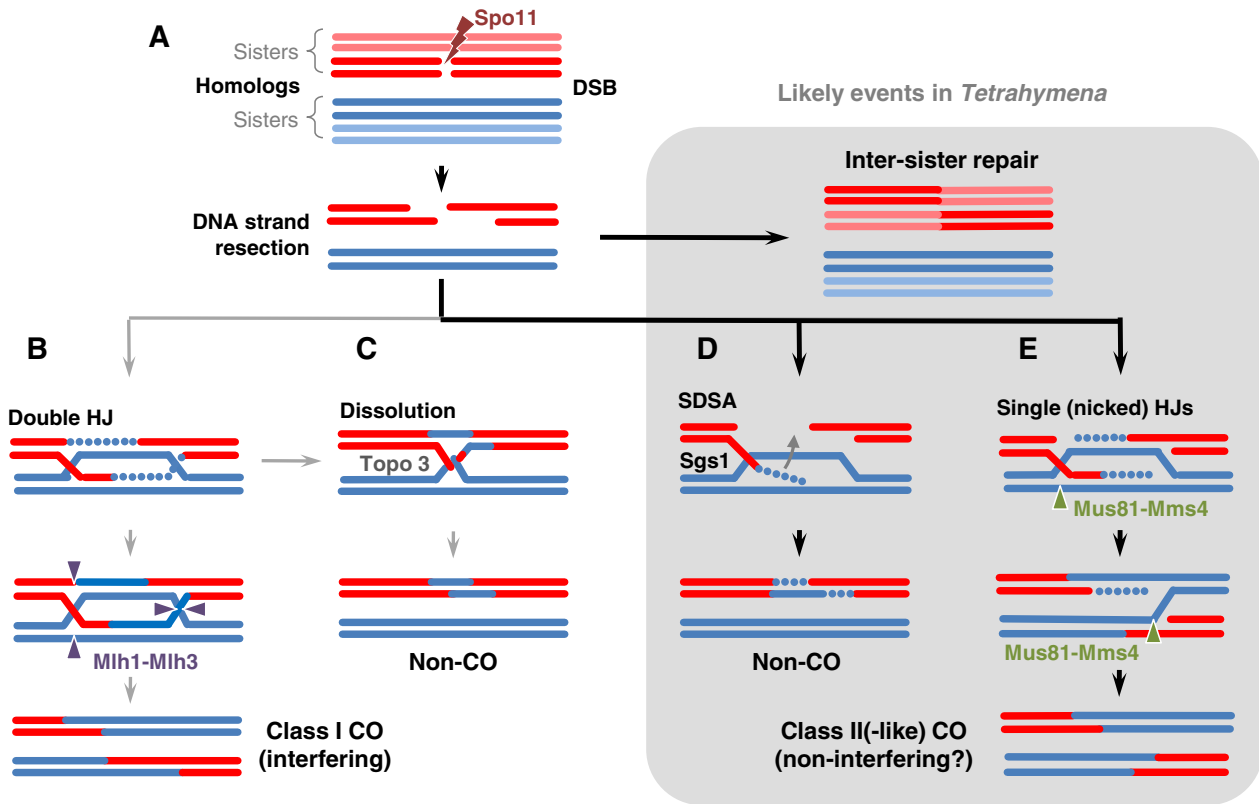 A
Spo11
Sisters
Homologs
DSB
Sisters
Likely events in Tetrahymena
Inter-sister repair
DNA strand
resection
B
C
D
E
Double HJ
Dissolution
Topo 3
SDSA
Sgs1
Single (nicked) HJs
Mus81-Mms4
Mlh1-Mlh3
Non-CO
Non-CO
Mus81-Mms4
Class I CO
(interfering)
Class II(-like) CO
(non-interfering?)